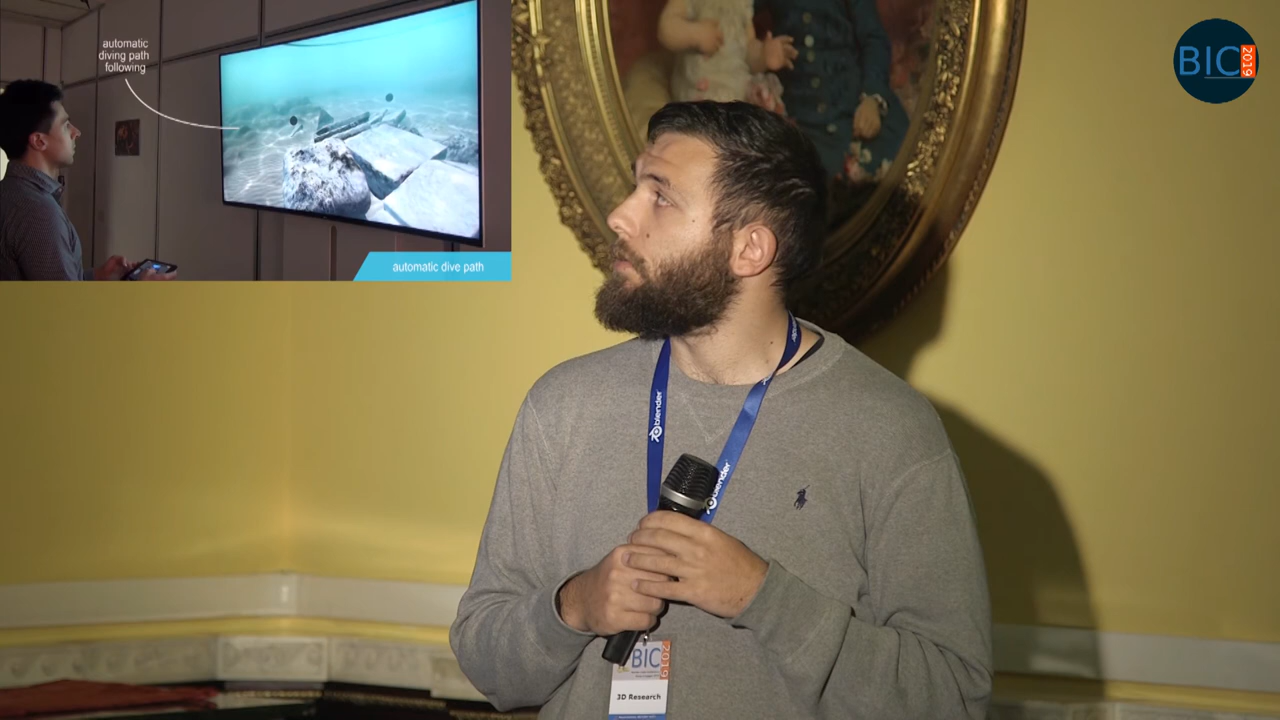 automatic
diving path
following
automatic dive path
BIC
2019
blender
blender
BIC
2019
3D Research